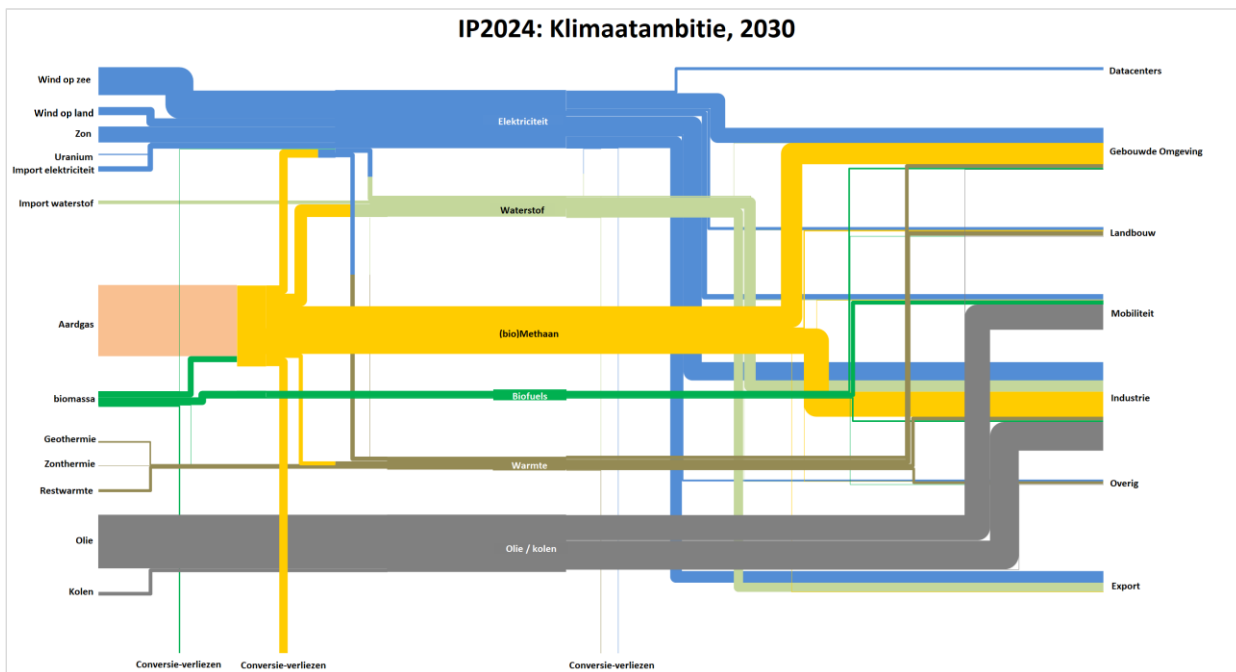 IP2024: Klimaatambitie, 2030
Wind op zee
Wind op land
Zon
Uranium
Import elektriciteit
Import waterstof
Aardgas
biomassa
Geothermie
Zonthermie
Restwarmte
Olie
Kolen
Elektriciteit
Waterstof
(bio)Methaan
Biofuels
Warmte
Olie / kolen
Datacenters
Gebouwde Omgeving
Landbouw
Mobiliteit
Industrie
Overig
Export
Conversie-verliezen
Conversie-verliezen
Conversie-verliezen